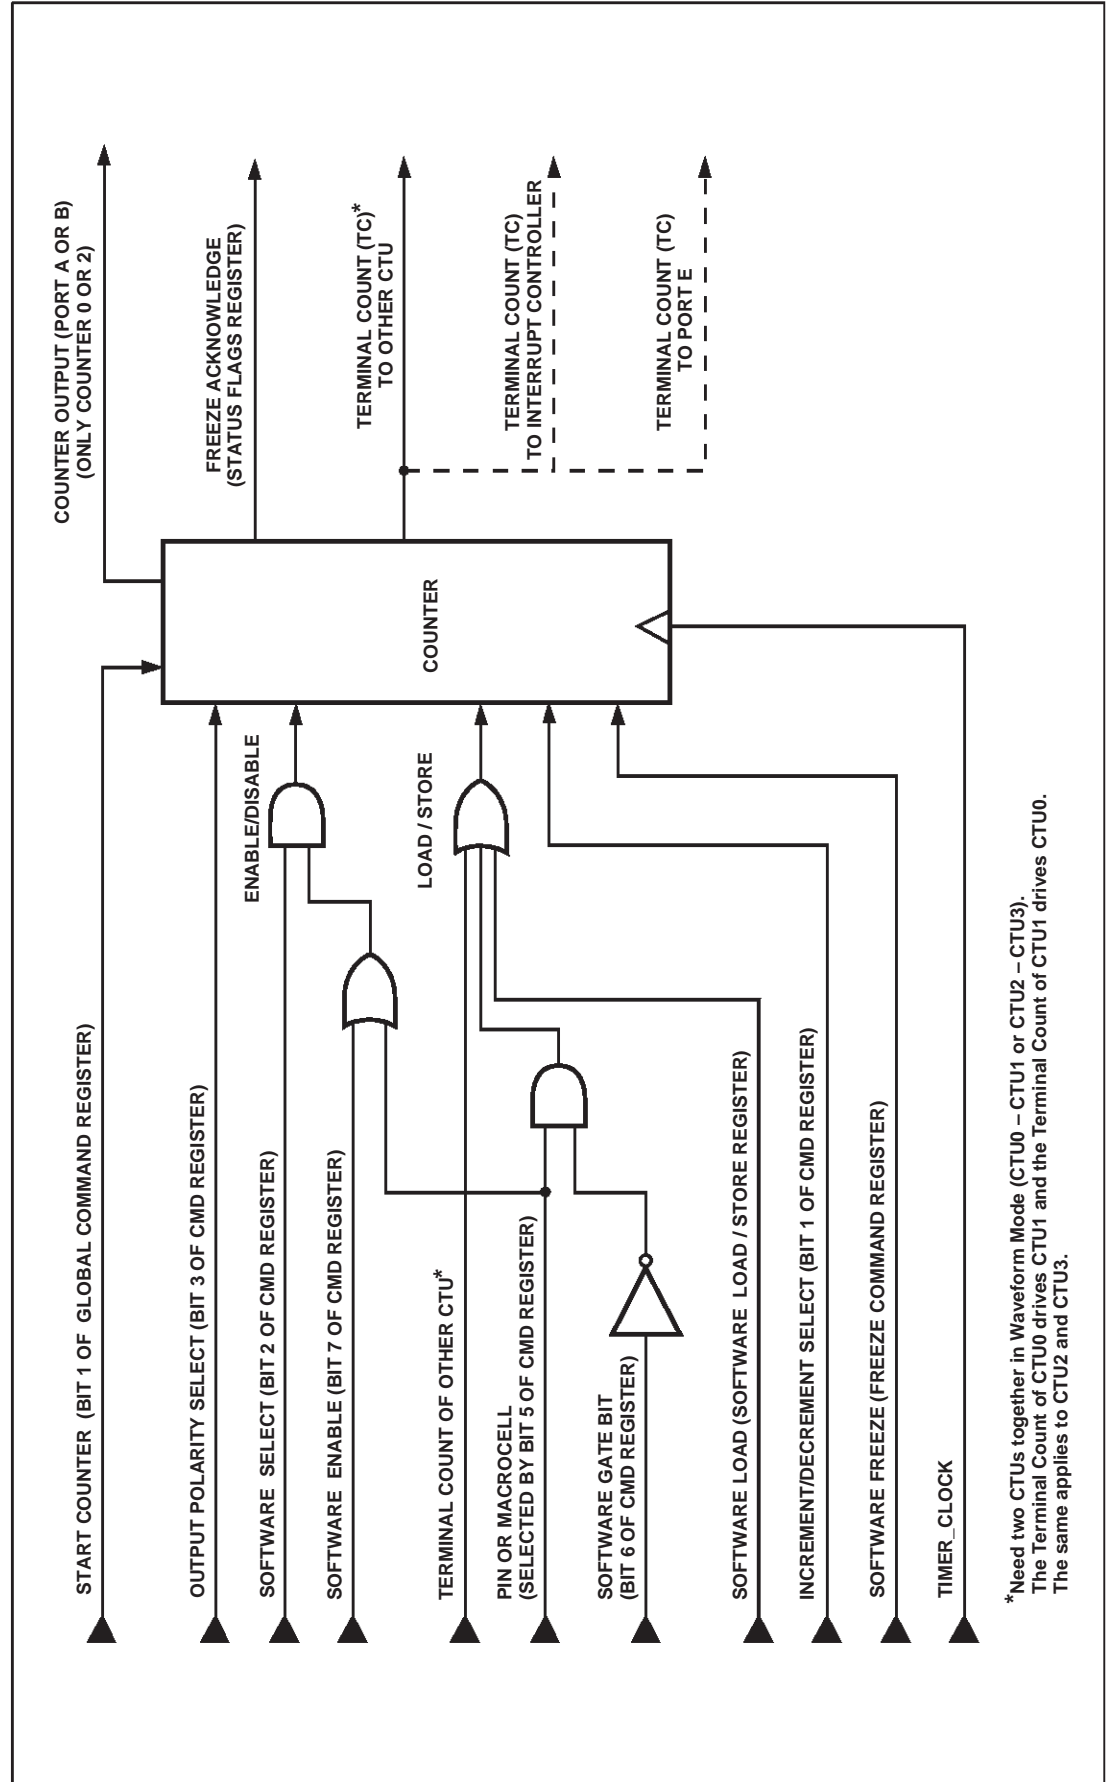 START COUNTER (BIT 1 OF GLOBAL COMMAND REGISTER)
OUTPUT POLARITY SELECT (BIT 3 OF CMD REGISTER)
SOFTWARE SELECT (BIT 2 OF CMD REGISTER)
SOFTWARE ENABLE (BIT 7 OF CMD REGISTER)
TERMINAL COUNT OF OTHER CTU*
PIN OR MACROCELL
(SELECTED BY BIT 5 OF CMD REGISTER)
SOFTWARE GATE BIT
(BIT 6 OF CMD REGISTER)
SOFTWARE LOAD (SOFTWARE LOAD / STORE REGISTER)
INCREMENT/DECREMENT SELECT (BIT 1 OF CMD REGISTER)
SOFTWARE FREEZE (FREEZE COMMAND REGISTER)
TIMER_CLOCK
ENABLE/DISABLE
LOAD / STORE
COUNTER
COUNTER OUTPUT (PORT A OR B)
(ONLY COUNTER 0 OR 2)
FREEZE ACKNOWLEDGE
(STATUS FLAGS REGISTER)
TERMINAL COUNT (TC)*
TO OTHER CTU
TERMINAL COUNT (TC)
TO INTERRUPT CONTROLLER
TERMINAL COUNT (TC)
TO PORT E
*Need two CTUs together in Waveform Mode (CTU0 – CTU1 or CTU2 – CTU3).
The Terminal Count of CTU0 drives CTU1 and the Terminal Count of CTU1 drives CTU0.
The same applies to CTU2 and CTU3.